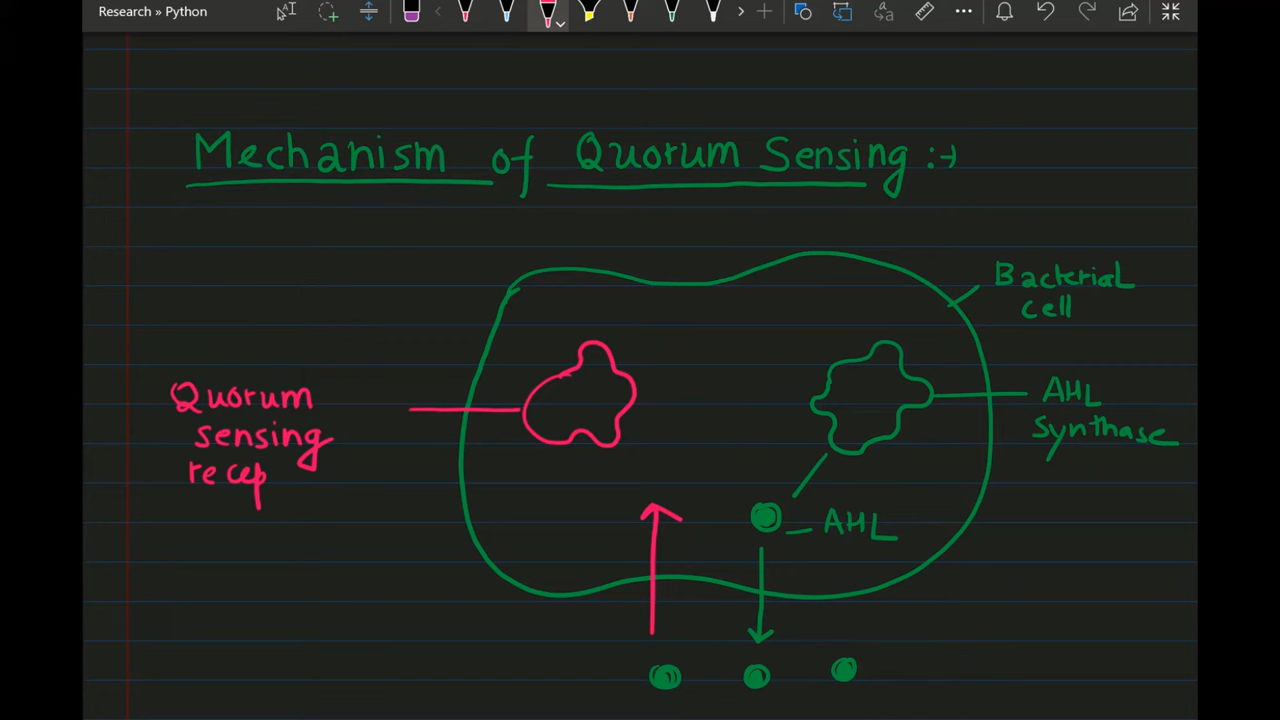 Research » Python
Mechanism of Quorum Sensing :→
Bacterial
cell
Quorum
sensing
recep
AHL
synthase
AHL